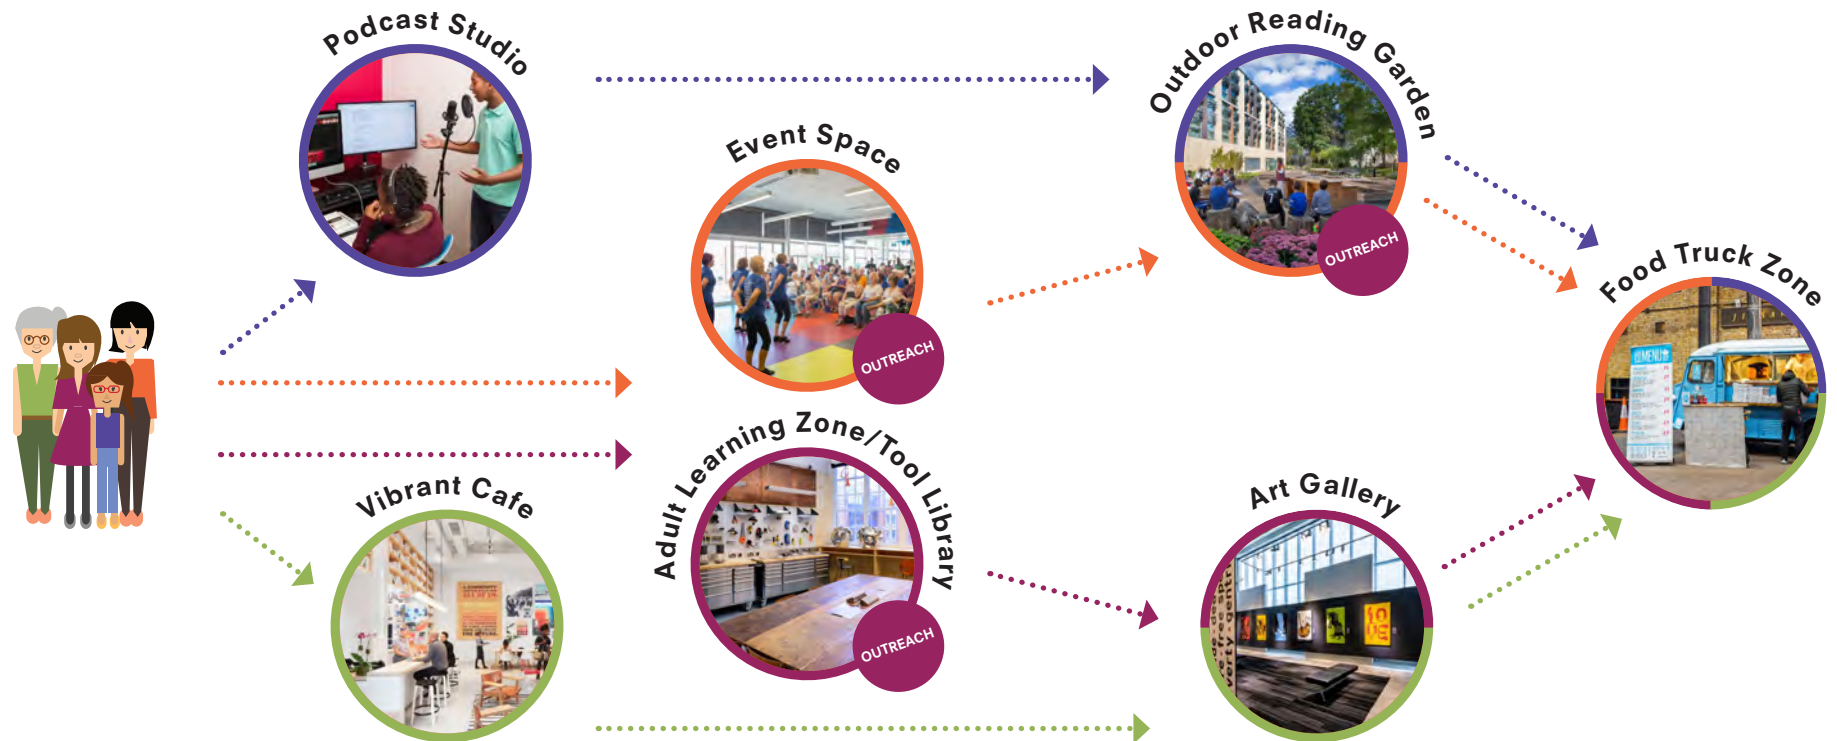 Podcast Studio
Outdoor Reading Garden
Event Space
OUTREACH
OUTREACH
Food Truck Zone
MENU
Adult Learning Zone/Tool Library
Vibrant Cafe
Art Gallery
OUTREACH